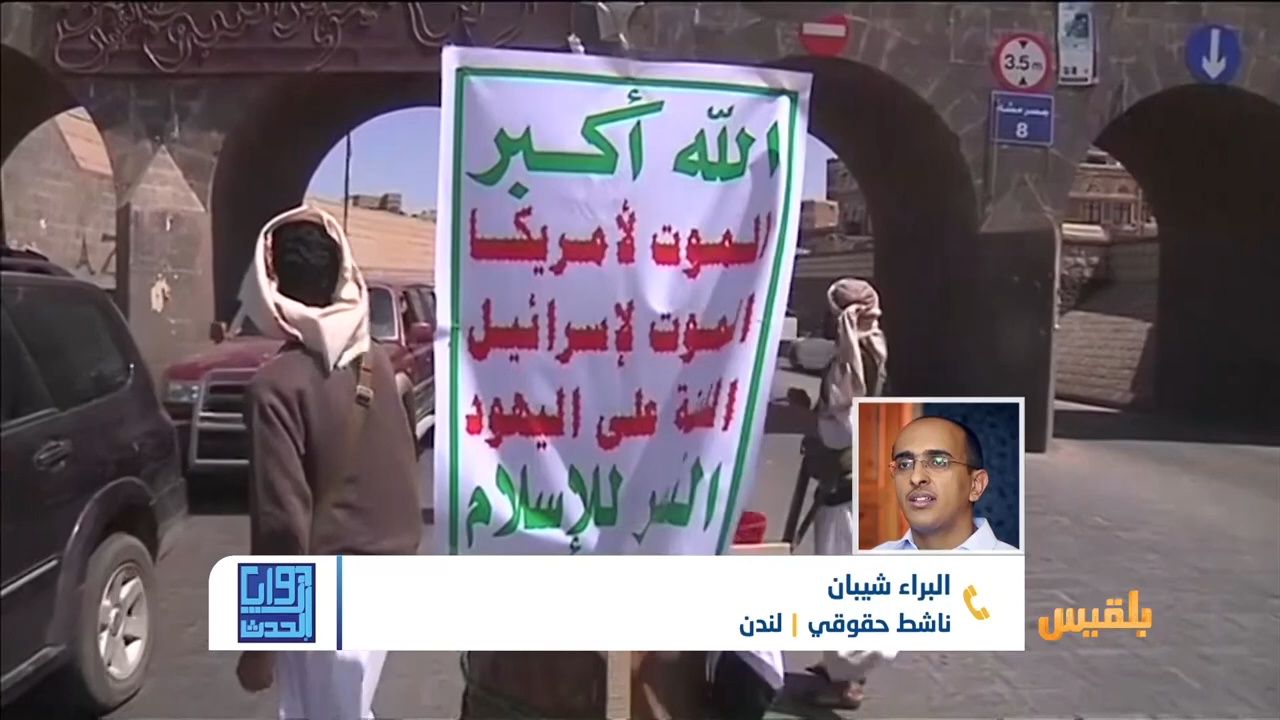 3.5 m
8
الله أكبر
الموت لأمريكا
الموت لإسرائيل
اللعنة على اليهود
النصر للإسلام
البراء شيبان
ناشط حقوقي | لندن
زوايا الحدث
بلقيس